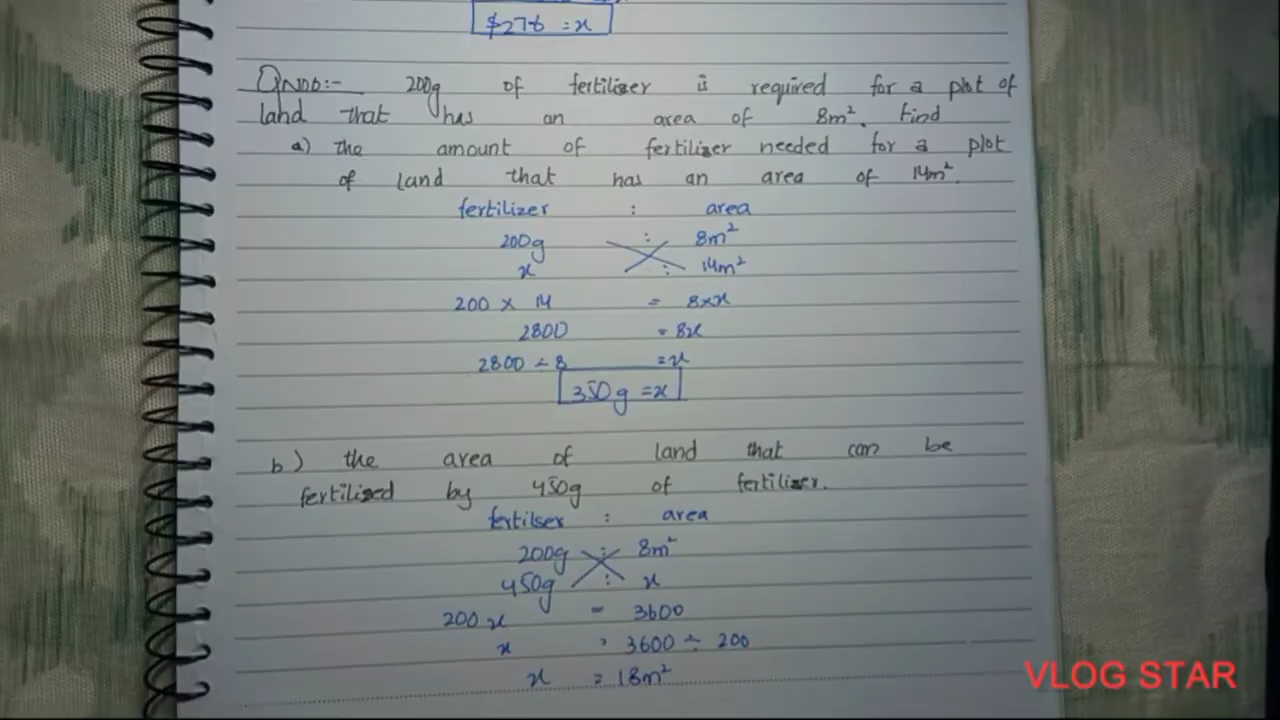 $276 = x
QNo6:- 200g of fertilizer is required for a plot of
land that has an area of 8m². Find
a) the amount of fertilizer needed for a plot
of land that has an area of 14m².
fertilizer : area
200g : 8m²
x : 14m²
200 × 14 = 8×x
2800 = 8x
2800 ÷ 8 = x
350g = x
b) the area of land that can be
fertilized by 450g of fertilizer.
fertilser : area
200g : 8m²
450g : x
200x = 3600
x = 3600 ÷ 200
x = 18m²
VLOG STAR